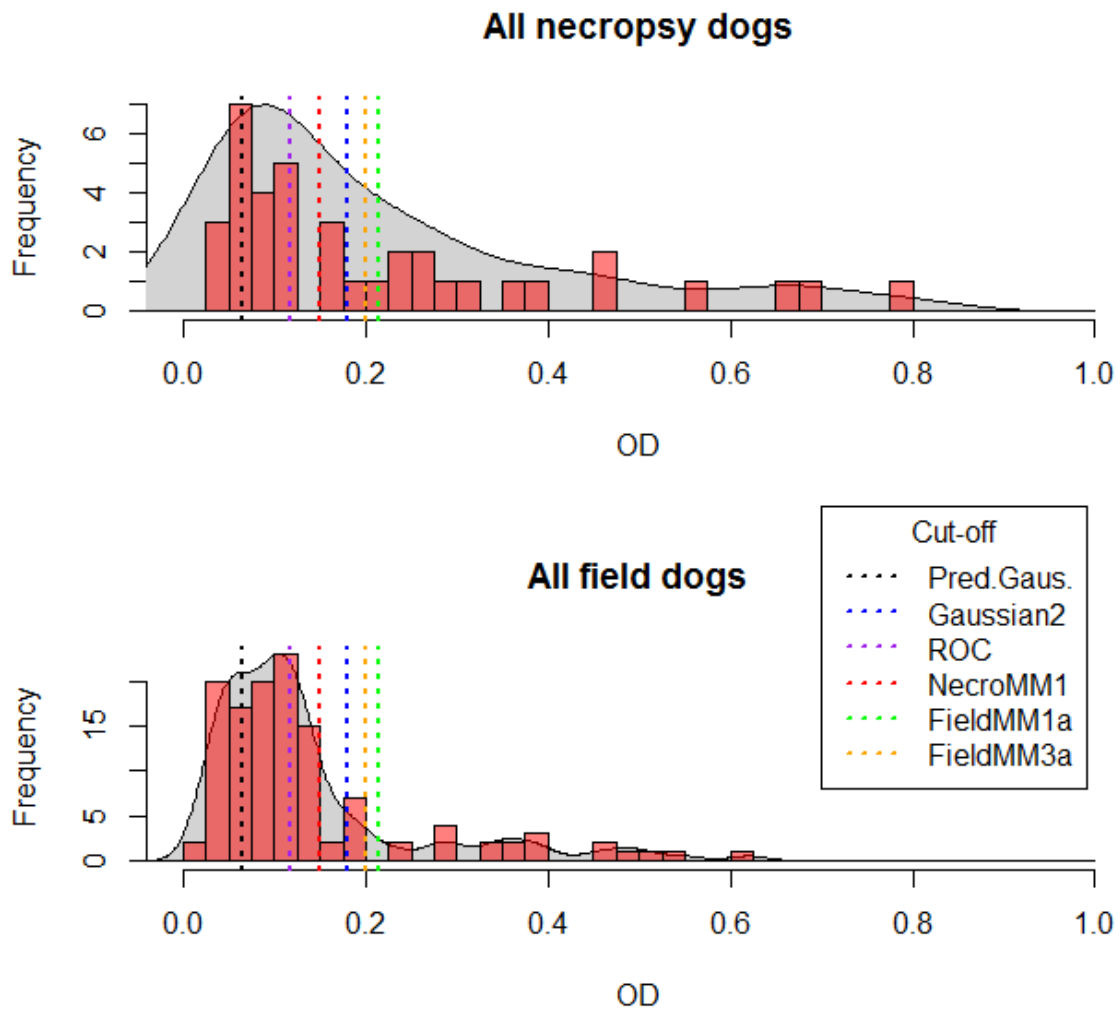 All necropsy dogs
Frequency
0 2 4 6
0.0 0.2 0.4 0.6 0.8 1.0
OD
All field dogs
Frequency
0 5 15
0.0 0.2 0.4 0.6 0.8 1.0
OD
Cut-off
Pred.Gaus.
Gaussian2
ROC
NecroMM1
FieldMM1a
FieldMM3a